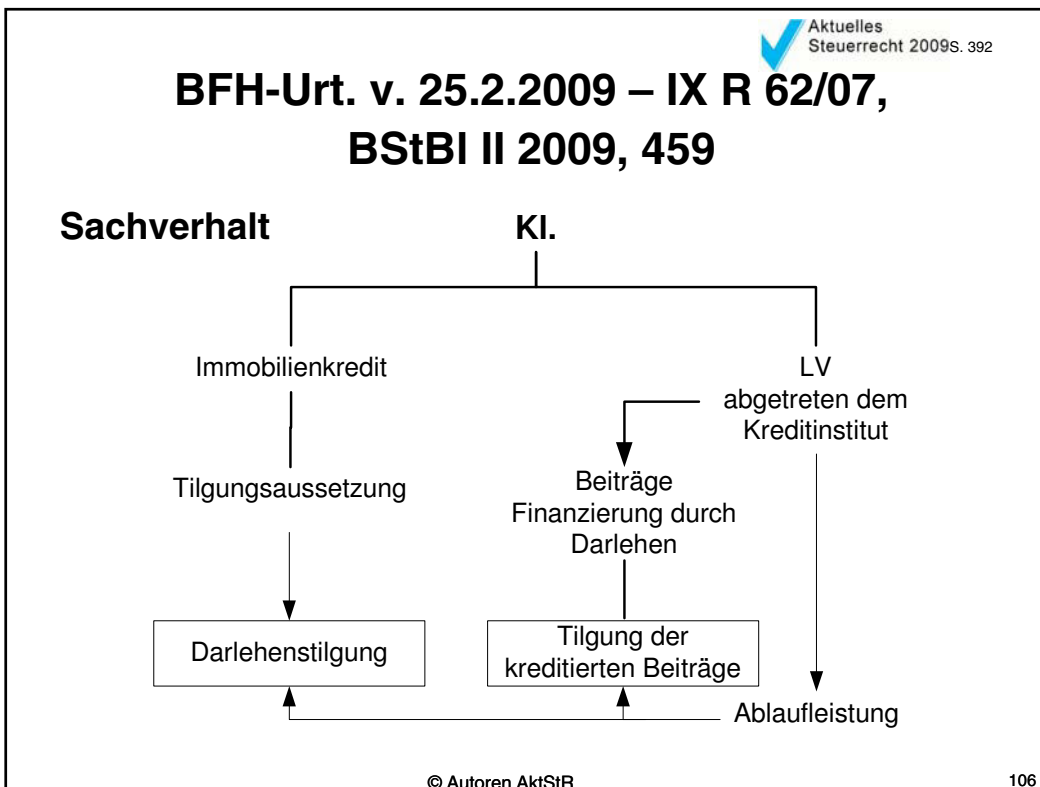 Aktuelles
Steuerrecht 2009S. 392
BFH-Urt. v. 25.2.2009 – IX R 62/07,
BStBl II 2009, 459
Sachverhalt
Kl.
Immobilienkredit
LV
abgetreten dem
Kreditinstitut
Tilgungsaussetzung
Beiträge
Finanzierung durch
Darlehen
Darlehenstilgung
Tilgung der
kreditierten Beiträge
Ablaufleistung
© Autoren AktStR
106